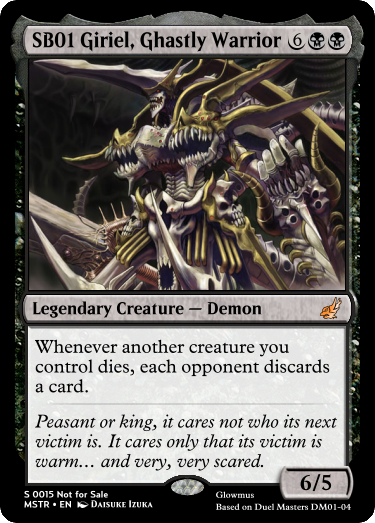 SB01 Giriel, Ghastly Warrior 6
Legendary Creature — Demon
Whenever another creature you
control dies, each opponent discards
a card.
Peasant or king, it cares not who its next
victim is. It cares only that its victim is
warm… and very, very scared.
6/5
S 0015 Not for Sale
MSTR • EN Daisuke Izuka
Glowmus
Based on Duel Masters DM01-04